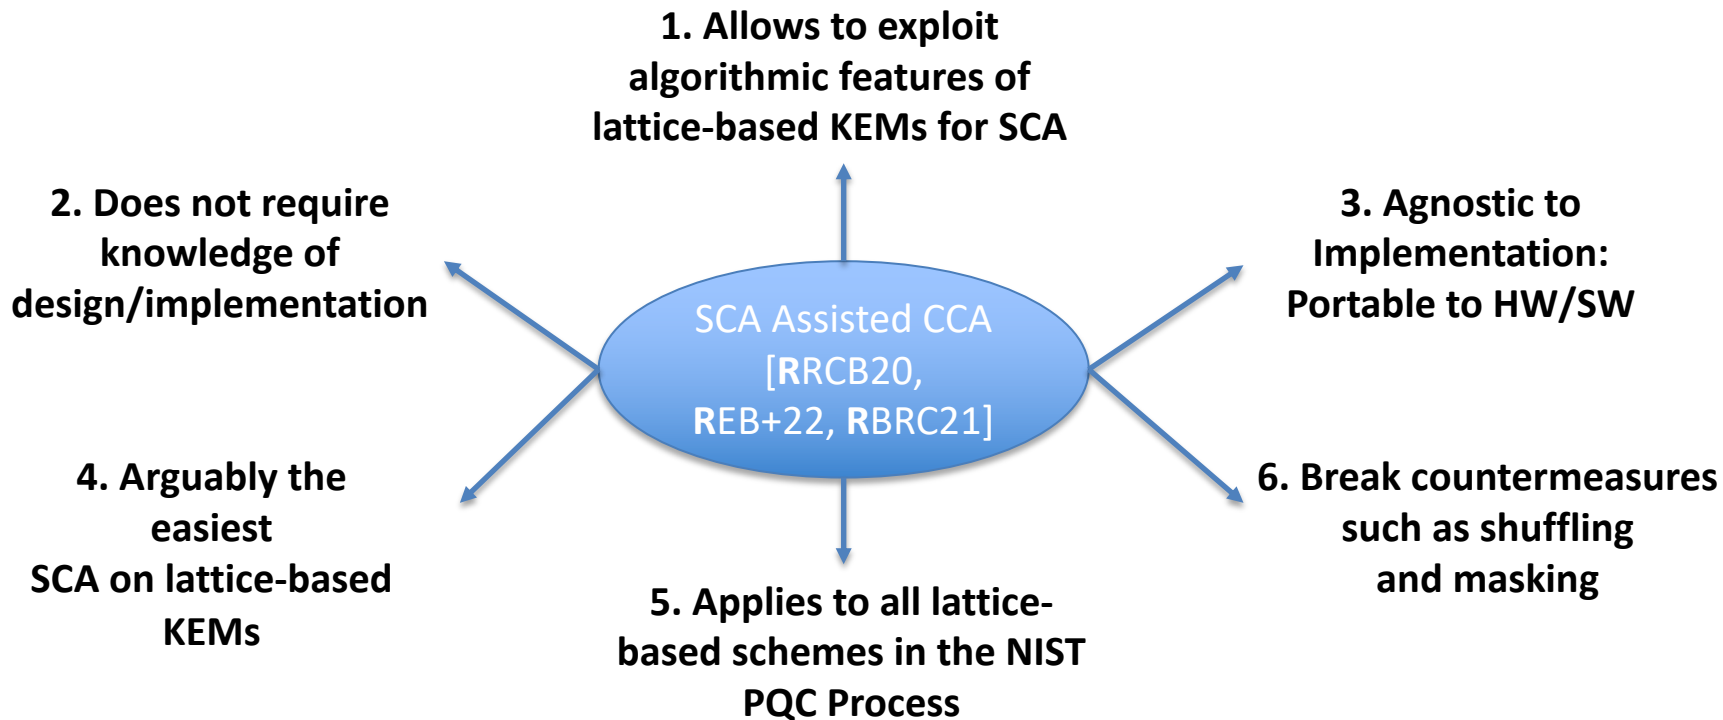 1. Allows to exploit
algorithmic features of
lattice-based KEMs for SCA
2. Does not require
knowledge of
design/implementation
3. Agnostic to
Implementation:
Portable to HW/SW
SCA Assisted CCA
[RRCB20,
REB+22, RBRC21]
4. Arguably the
easiest
SCA on lattice-based
KEMs
5. Applies to all lattice-
based schemes in the NIST
PQC Process
6. Break countermeasures
such as shuffling
and masking